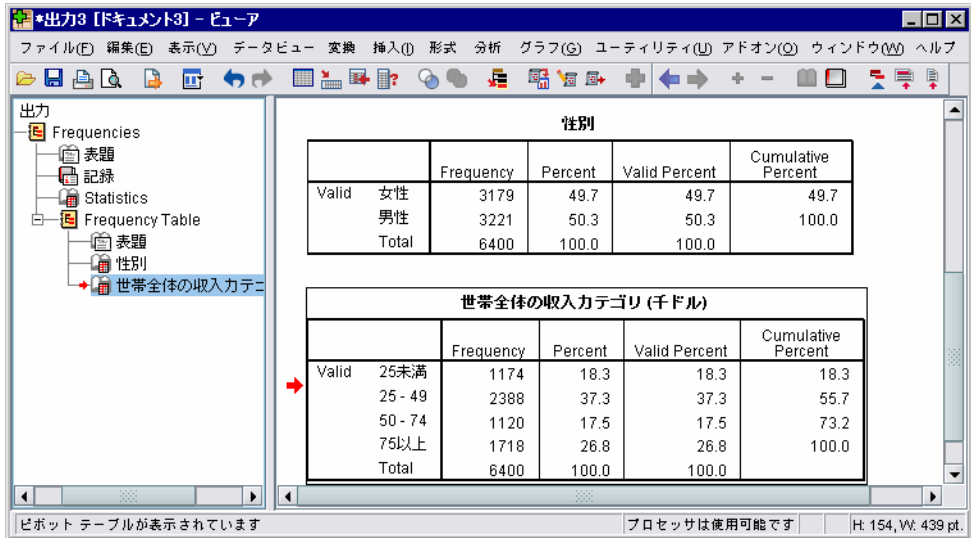 *出力3 [ドキュメント3] - ビューア
ファイル(F) 編集(E) 表示(V) データビュー 変換 挿入(I) 形式 分析 グラフ(G) ユーティリティ(U) アドオン(O) ウィンドウ(W) ヘルプ
出力
Frequencies
表題
記録
Statistics
Frequency Table
表題
性別
世帯全体の収入カテゴ
性別
Frequency Percent Valid Percent Cumulative Percent
Valid 女性 3179 49.7 49.7 49.7
男性 3221 50.3 50.3 100.0
Total 6400 100.0 100.0
世帯全体の収入カテゴリ (千ドル)
Frequency Percent Valid Percent Cumulative Percent
Valid 25未満 1174 18.3 18.3 18.3
25 - 49 2388 37.3 37.3 55.7
50 - 74 1120 17.5 17.5 73.2
75以上 1718 26.8 26.8 100.0
Total 6400 100.0 100.0
ピボット テーブルが表示されています プロセッサは使用可能です H: 154, W: 439 pt.